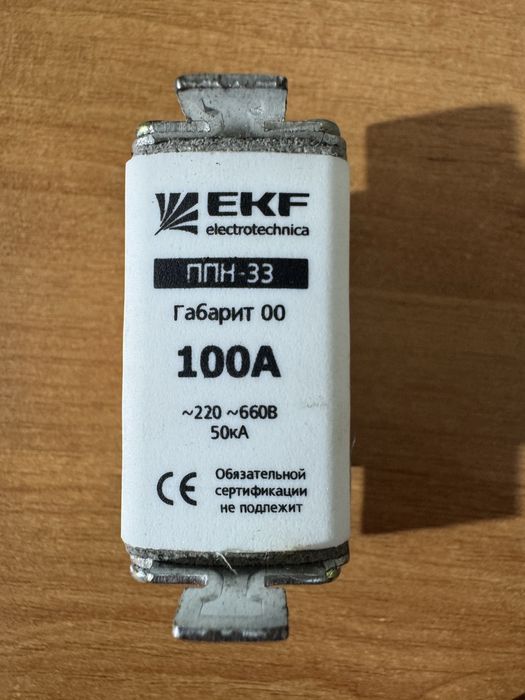 EKF
electrotechnica
ППН-33
Габарит 00
100А
~220 ~660В
50кА
CE
Обязательной
сертификации
не подлежит